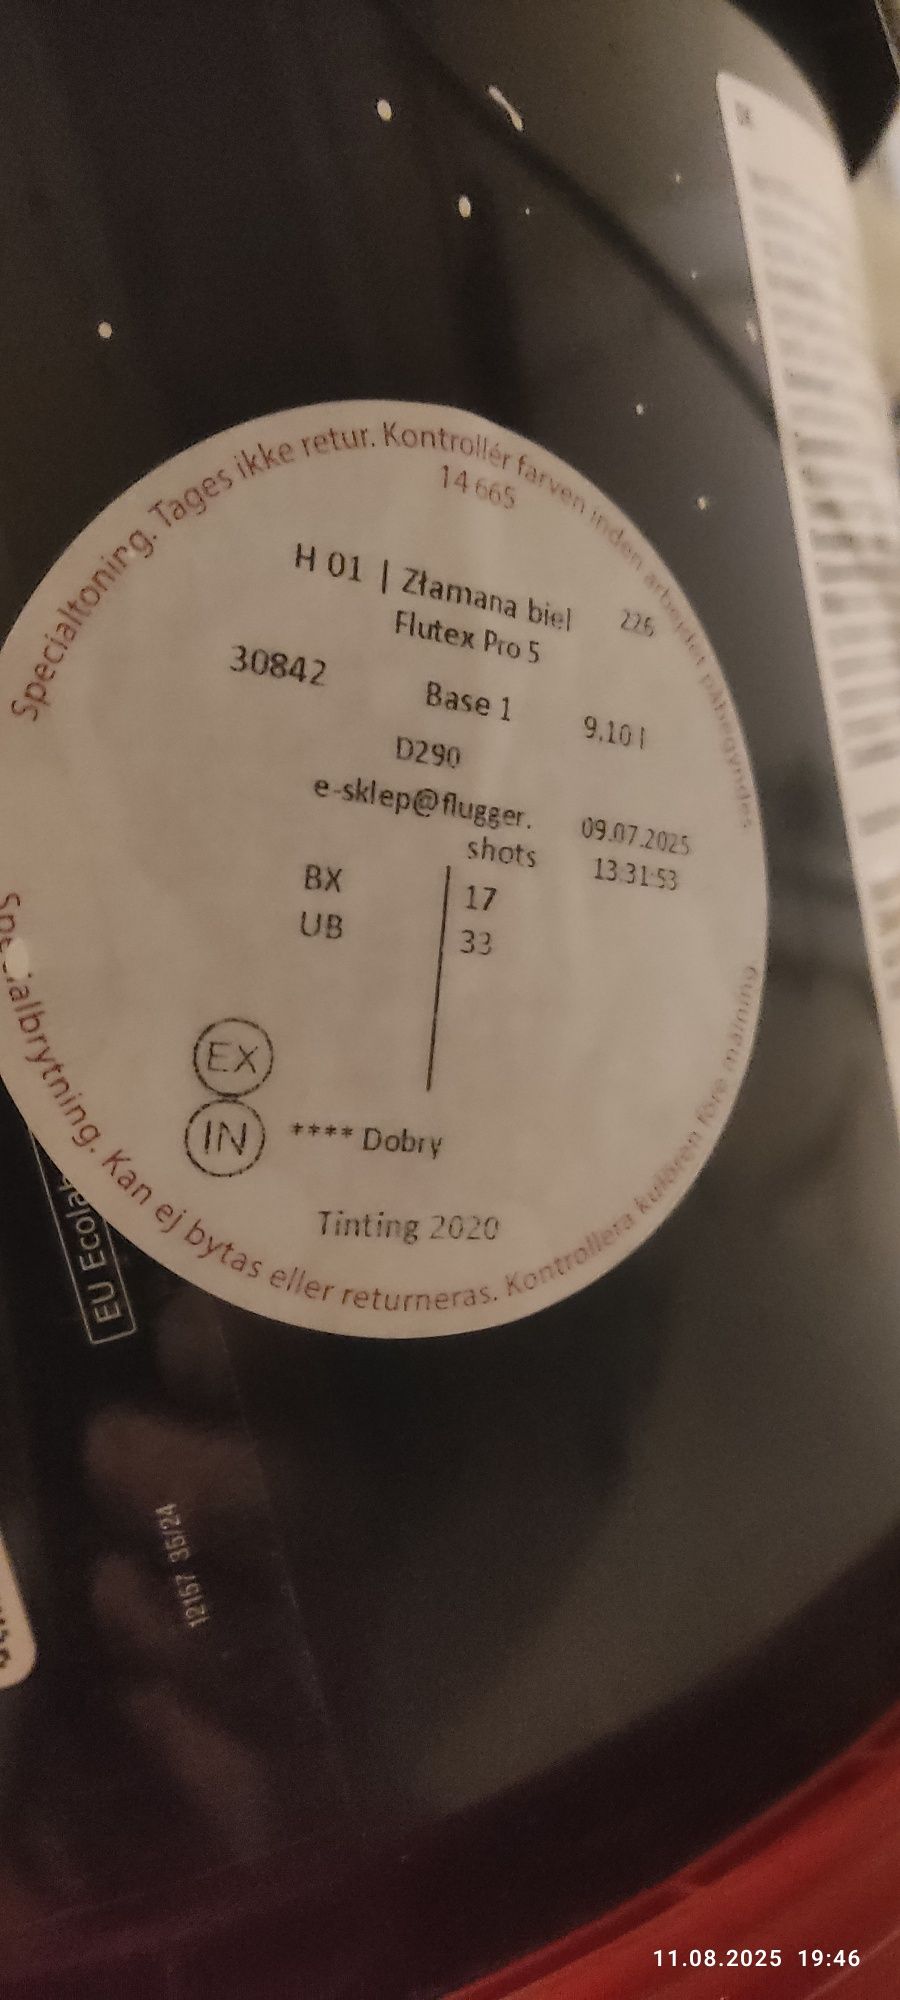 Specialtoning. Tages ikke retur. Kontrollér farven inden arbejdet påbegyndes.
14 665
H 01 | Złamana biel 226
Flutex Pro 5
30842
Base 1 9.10 l
D290
e-sklep@flugger. 09.07.2025
shots 13:31:53
BX 17
UB 33
EX
IN **** Dobry
Tinting 2020
Specialbrytning. Kan ej bytas eller returneras. Kontrollera kulören före målning.
EU Ecolab
12157 35/24
11.08.2025 19:46